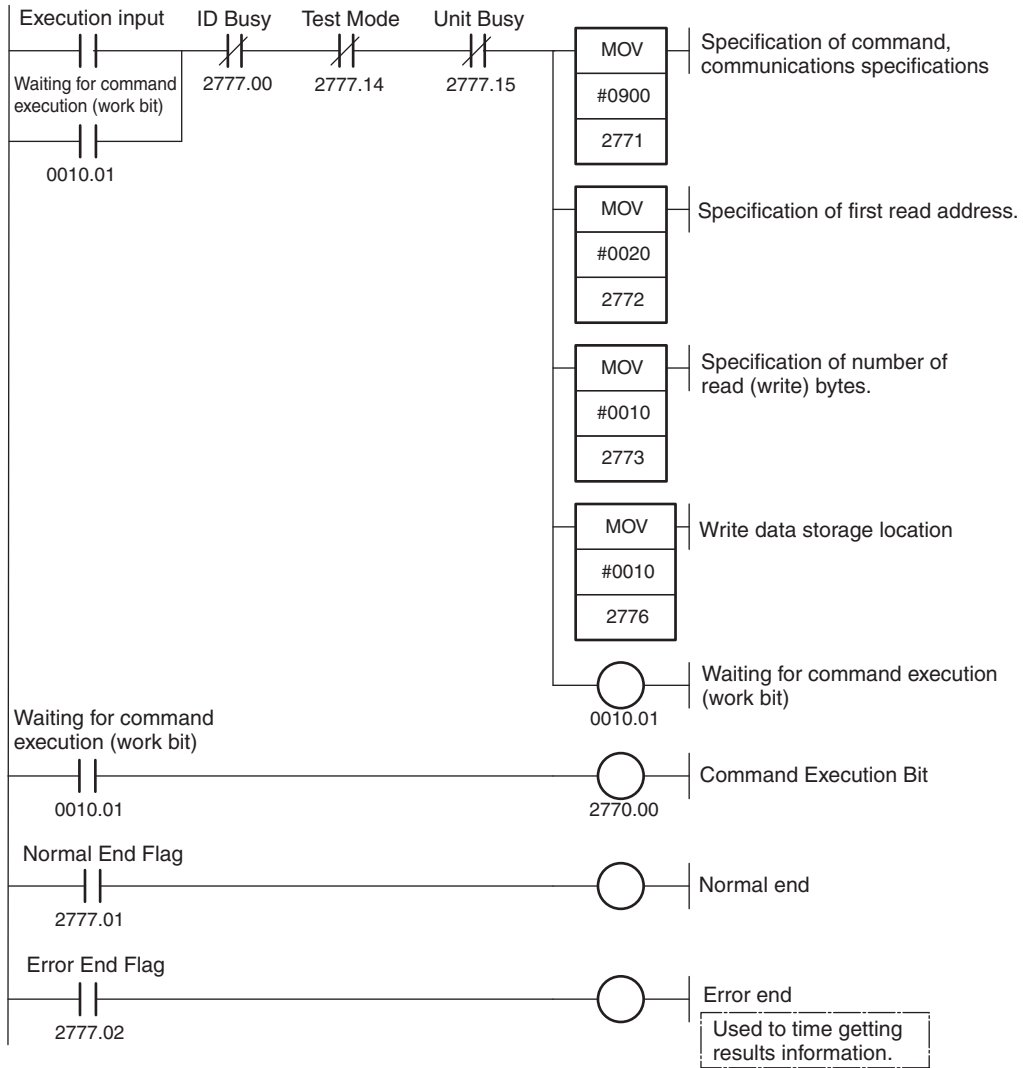 Execution input
ID Busy
Test Mode
Unit Busy
2777.00
2777.14
2777.15
Waiting for command
execution (work bit)
0010.01
MOV
#0900
2771
Specification of command,
communications specifications
MOV
#0020
2772
Specification of first read address.
MOV
#0010
2773
Specification of number of
read (write) bytes.
MOV
#0010
2776
Write data storage location
0010.01
Waiting for command execution
(work bit)
Waiting for command
execution (work bit)
0010.01
2770.00
Command Execution Bit
Normal End Flag
2777.01
Normal end
Error End Flag
2777.02
Error end
Used to time getting
results information.